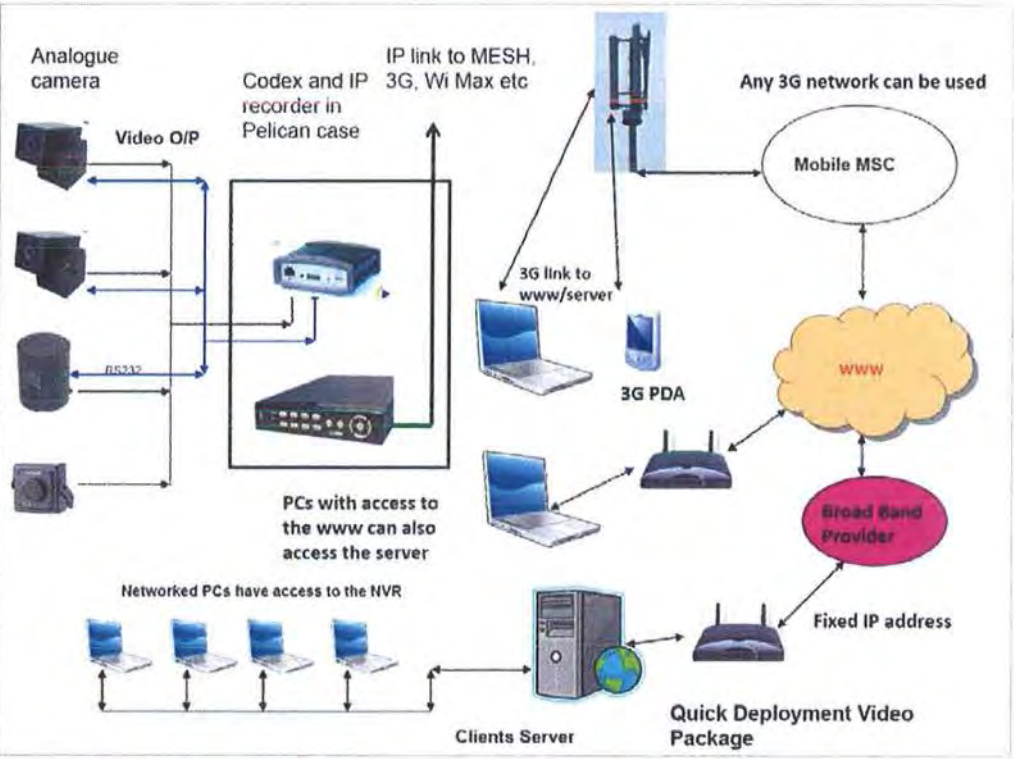 Analogue
camera
Video O/P
Codex and IP
recorder in
Pelican case
IP link to MESH,
3G, Wi Max etc
Any 3G network can be used
Mobile MSC
3G link to
www/server
3G PDA
www
RS232
PCs with access to
the www can also
access the server
Broad Band
Provider
Networked PCs have access to the NVR
Fixed IP address
Clients Server
Quick Deployment Video
Package